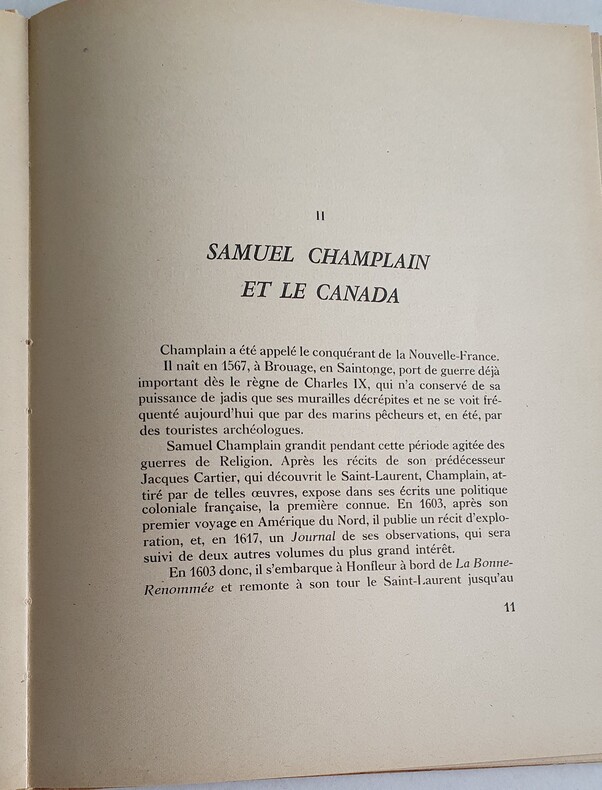 II
SAMUEL CHAMPLAIN
ET LE CANADA
Champlain a été appelé le conquérant de la Nouvelle-France.
Il naît en 1567, à Brouage, en Saintonge, port de guerre déjà
important dès le règne de Charles IX, qui n'a conservé de sa
puissance de jadis que ses murailles décrépites et ne se voit fré-
quenté aujourd'hui que par des marins pêcheurs et, en été, par
des touristes archéologues.
Samuel Champlain grandit pendant cette période agitée des
guerres de Religion. Après les récits de son prédécesseur
Jacques Cartier, qui découvrit le Saint-Laurent, Champlain, at-
tiré par de telles œuvres, expose dans ses écrits une politique
coloniale française, la première connue. En 1603, après son
premier voyage en Amérique du Nord, il publie un récit d'explo-
ration, et, en 1617, un Journal de ses observations, qui sera
suivi de deux autres volumes du plus grand intérêt.
En 1603 donc, il s'embarque à Honfleur à bord de La Bonne-
Renommée et remonte à son tour le Saint-Laurent jusqu'au
11